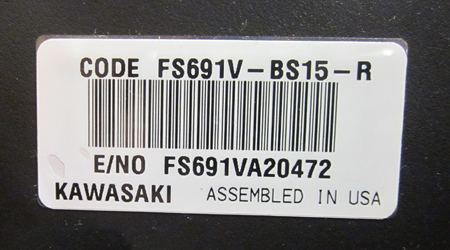 CODE FS691V-BS15-R
E/NO FS691VA20472
KAWASAKI ASSEMBLED IN USA